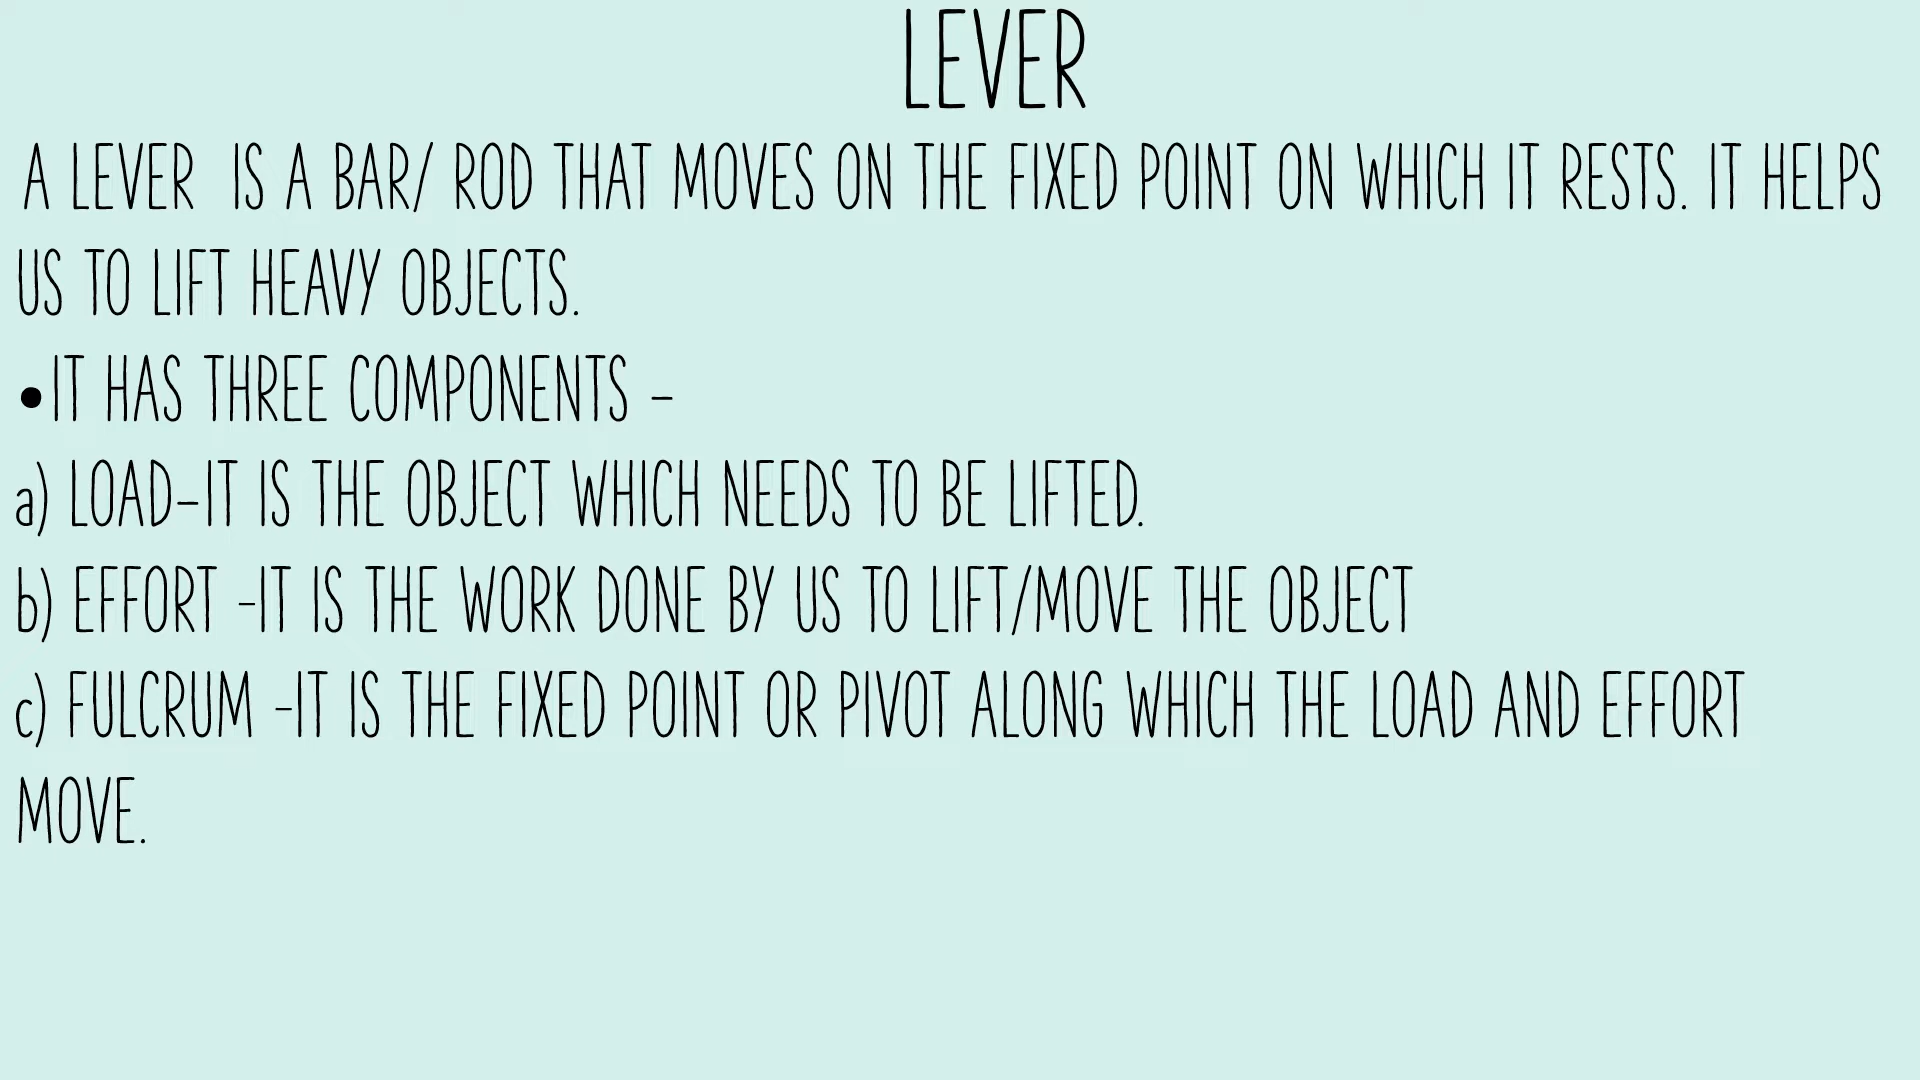 LEVER
A LEVER IS A BAR/ ROD THAT MOVES ON THE FIXED POINT ON WHICH IT RESTS. IT HELPS
US TO LIFT HEAVY OBJECTS.
•IT HAS THREE COMPONENTS -
a) LOAD-IT IS THE OBJECT WHICH NEEDS TO BE LIFTED.
b) EFFORT -IT IS THE WORK DONE BY US TO LIFT/MOVE THE OBJECT
c) FULCRUM -IT IS THE FIXED POINT OR PIVOT ALONG WHICH THE LOAD AND EFFORT
MOVE.